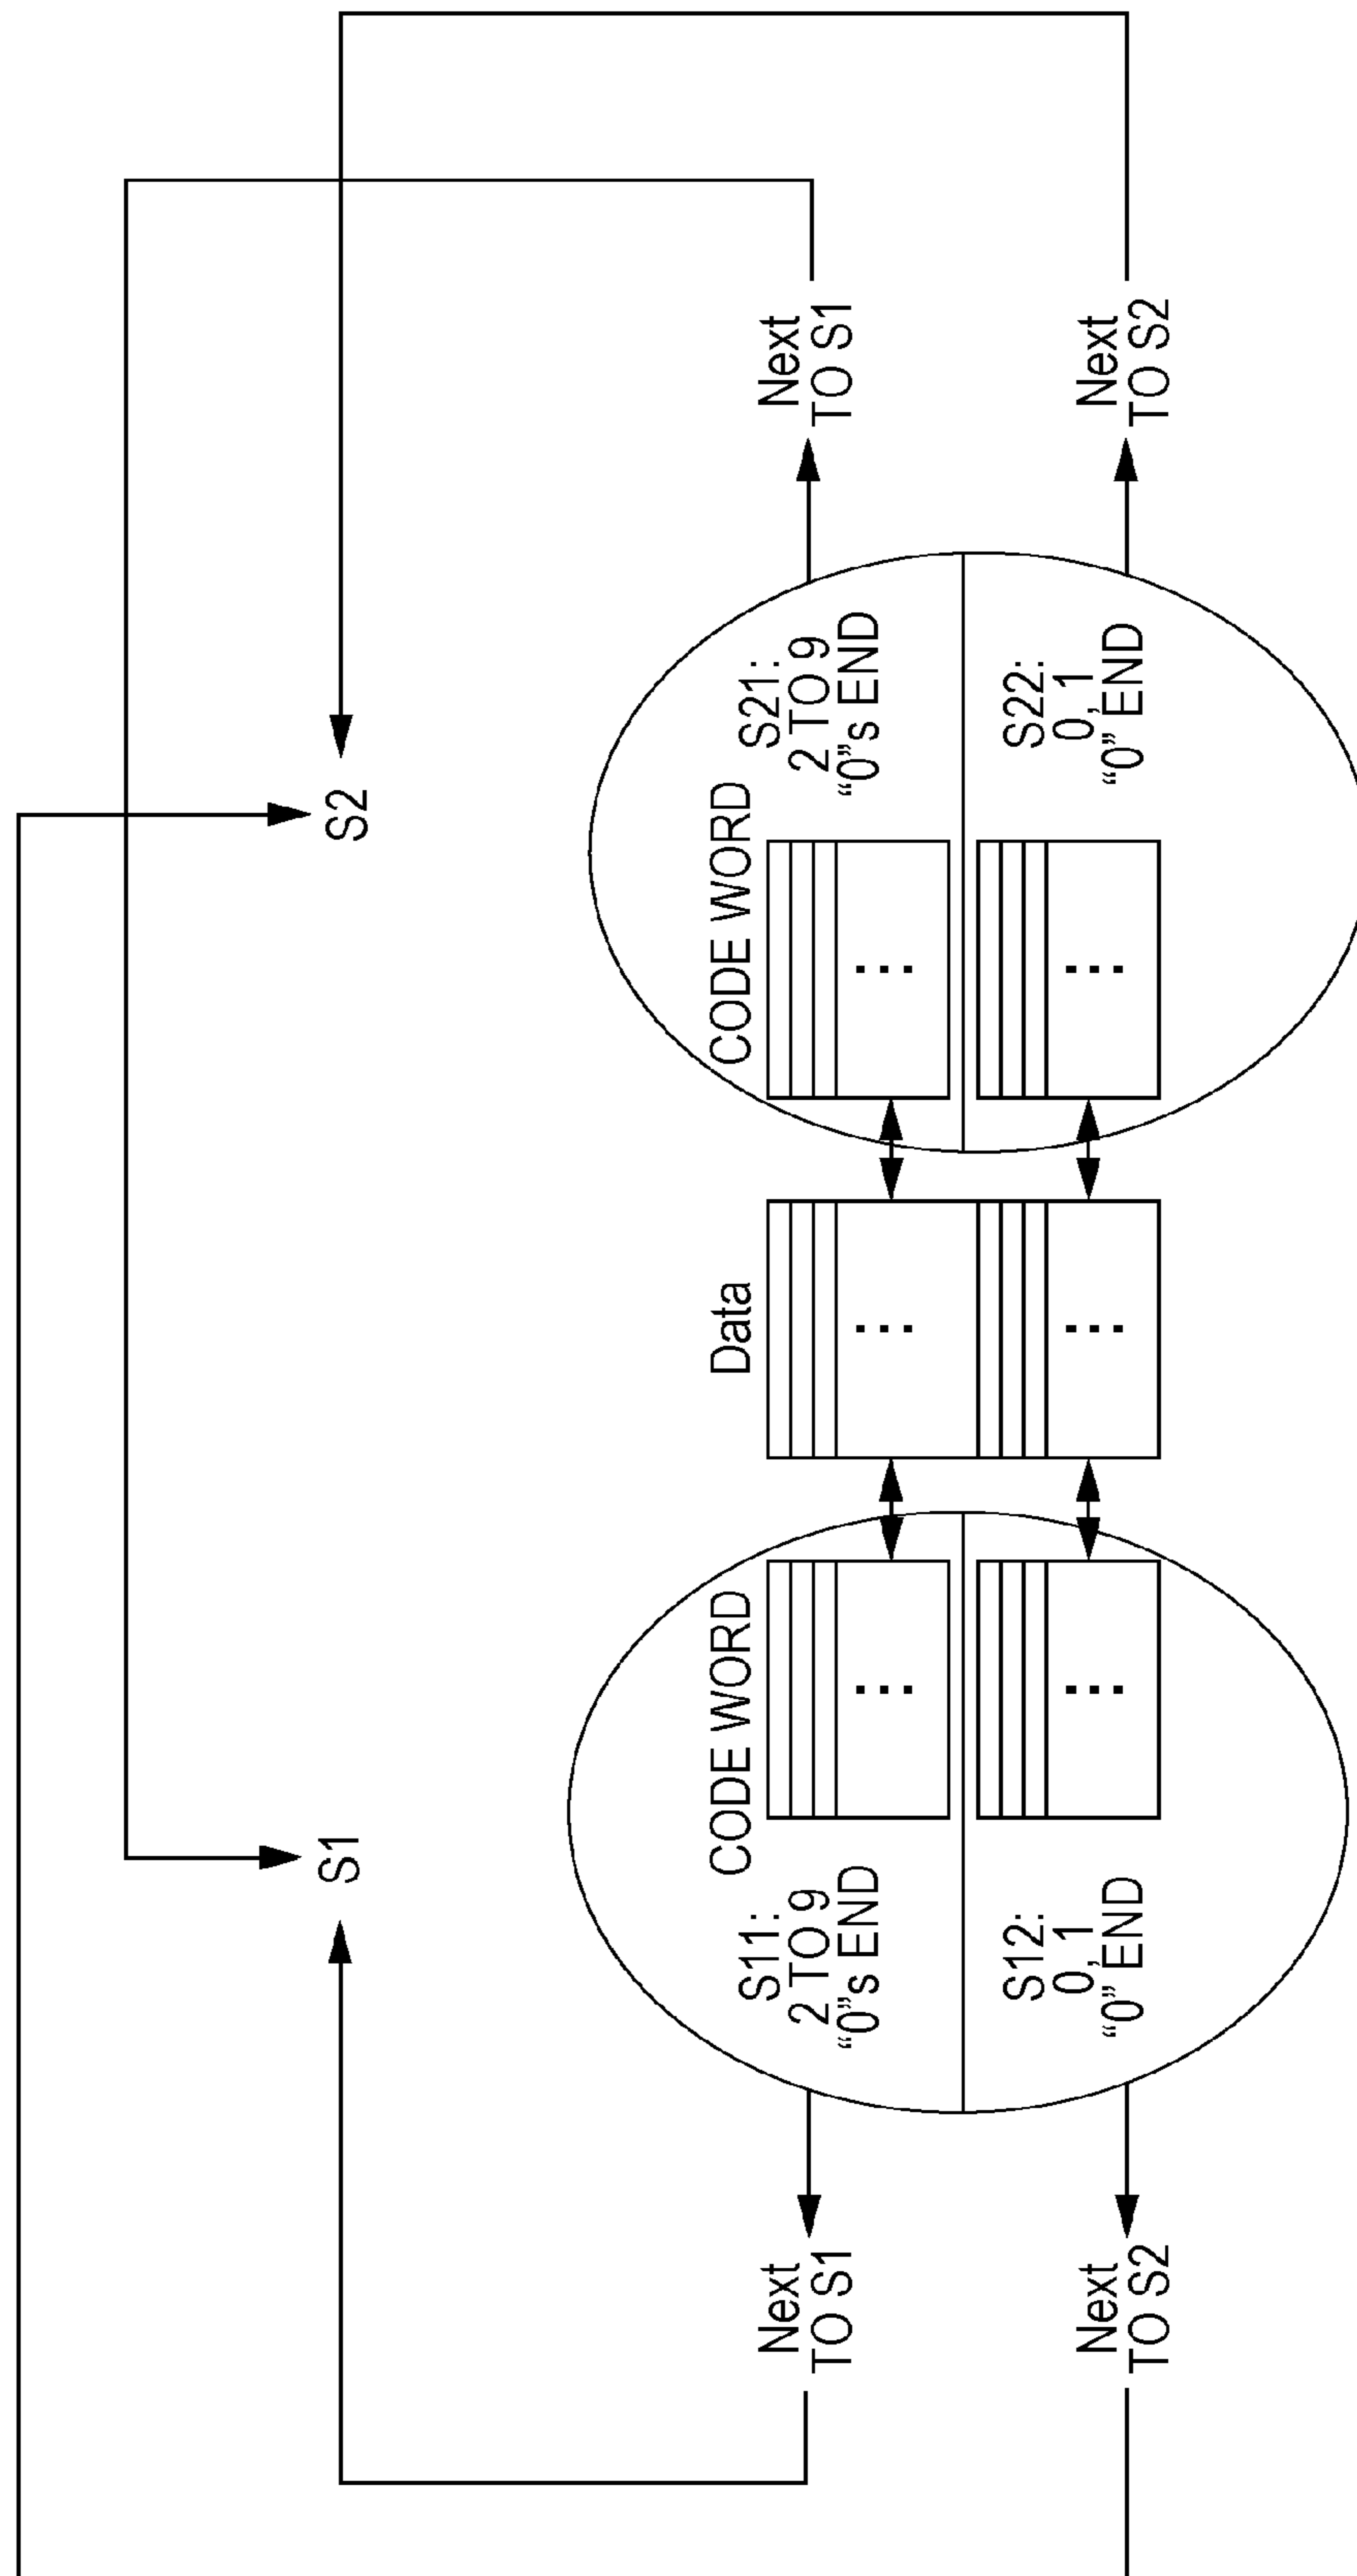 S1
S2
CODE WORD
Data
CODE WORD
Next
TO S1
S11:
2 TO 9
“0”s END
S21:
2 TO 9
“0”s END
Next
TO S1
Next
TO S2
S12:
0, 1
“0” END
S22:
0, 1
“0” END
Next
TO S2